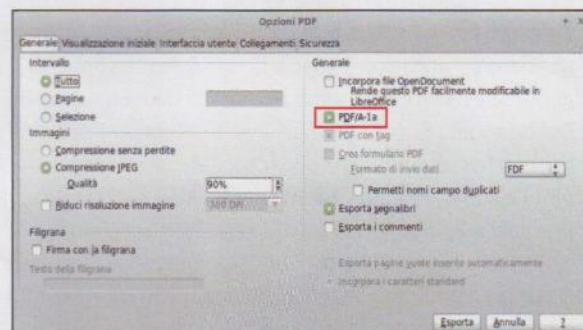 Opzioni PDF
Generale Visualizzazione iniziale Interfaccia utente Collegamenti Sicurezza
Intervallo
Tutto
Pagine
Selezione
Immagini
Compressione senza perdite
Compressione JPEG
Qualità
90%
Riduci risoluzione immagine
300 DPI
Filigrana
Firma con la filigrana
Testo della filigrana
Generale
Incorpora file OpenDocument
Rende questo PDF facilmente modificabile in
LibreOffice
PDF/A-1a
PDF con tag
Crea formulario PDF
Formato di invio dati
FDF
Permetti nomi campo duplicati
Esporta segnalibri
Esporta i commenti
Esporta pagine vuote inserite automaticamente
Incorpora i caratteri standard
Esporta
Annulla
?